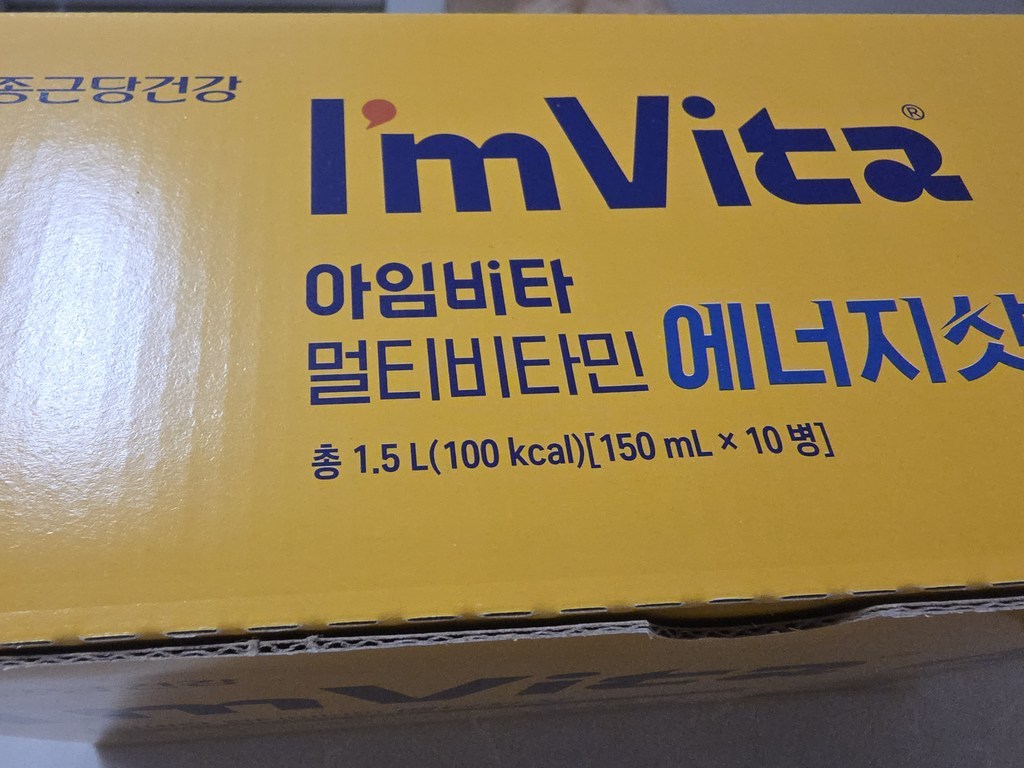 종근당건강
I'mVita®
아임비타
멀티비타민 에너지샷
총 1.5 L(100 kcal)[150 mL × 10 병]